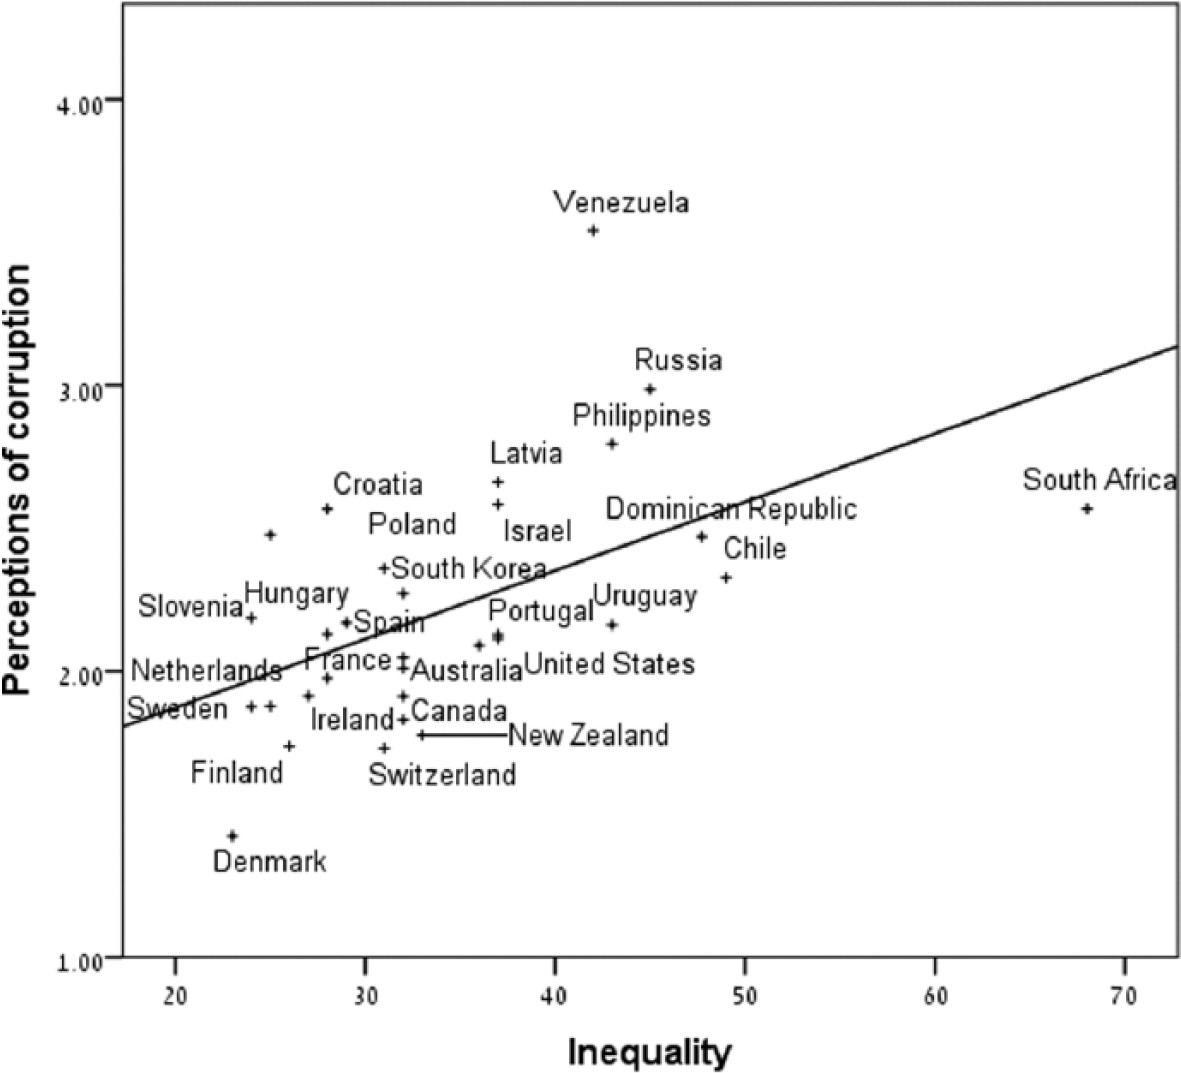 Perceptions of corruption
4.00
3.00
2.00
1.00
Venezuela
Russia
Philippines
Latvia
South Africa
Croatia
Dominican Republic
Poland
Israel
Chile
South Korea
Hungary
Uruguay
Slovenia
Portugal
Spain
France
United States
Netherlands
Australia
Sweden
Canada
Ireland
New Zealand
Finland
Switzerland
Denmark
20 30 40 50 60 70
Inequality